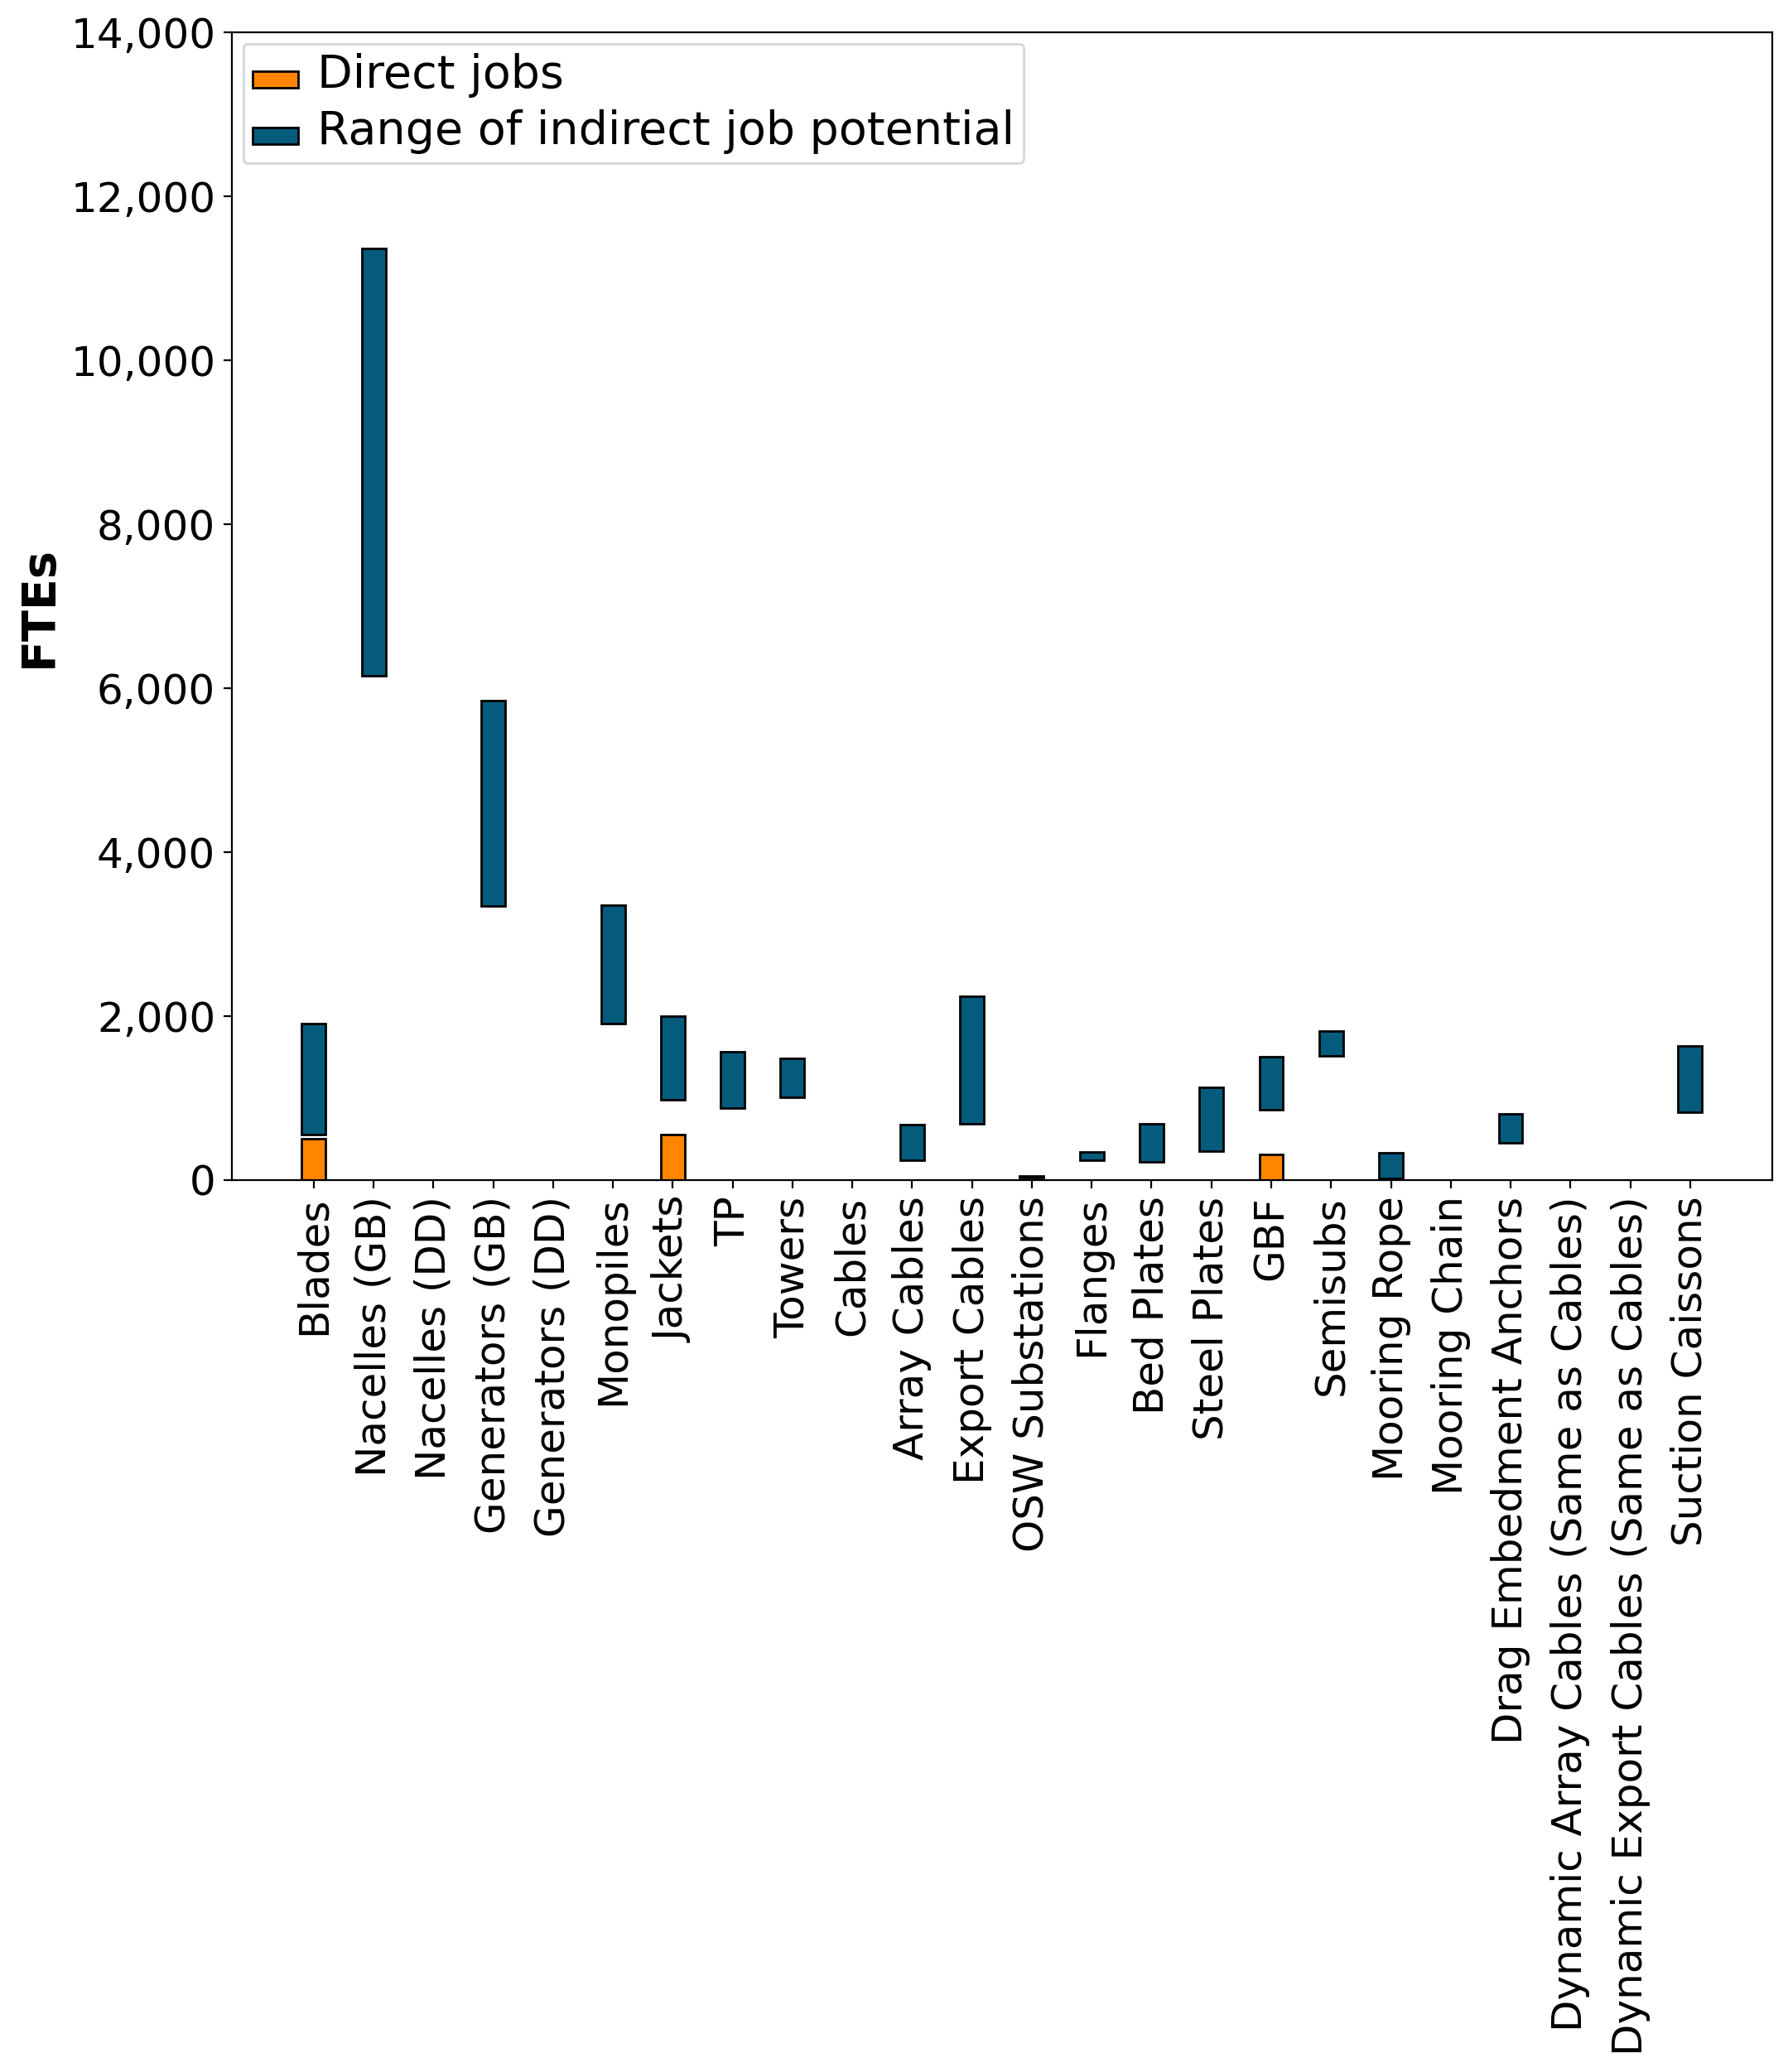 14,000
12,000
10,000
8,000
6,000
4,000
2,000
0
FTEs
Direct jobs
Range of indirect job potential
Blades
Nacelles (GB)
Nacelles (DD)
Generators (GB)
Generators (DD)
Monopiles
Jackets
TP
Towers
Cables
Array Cables
Export Cables
OSW Substations
Flanges
Bed Plates
Steel Plates
GBF
Semisubs
Mooring Rope
Mooring Chain
Drag Embedment Anchors
Dynamic Array Cables (Same as Cables)
Dynamic Export Cables (Same as Cables)
Suction Caissons